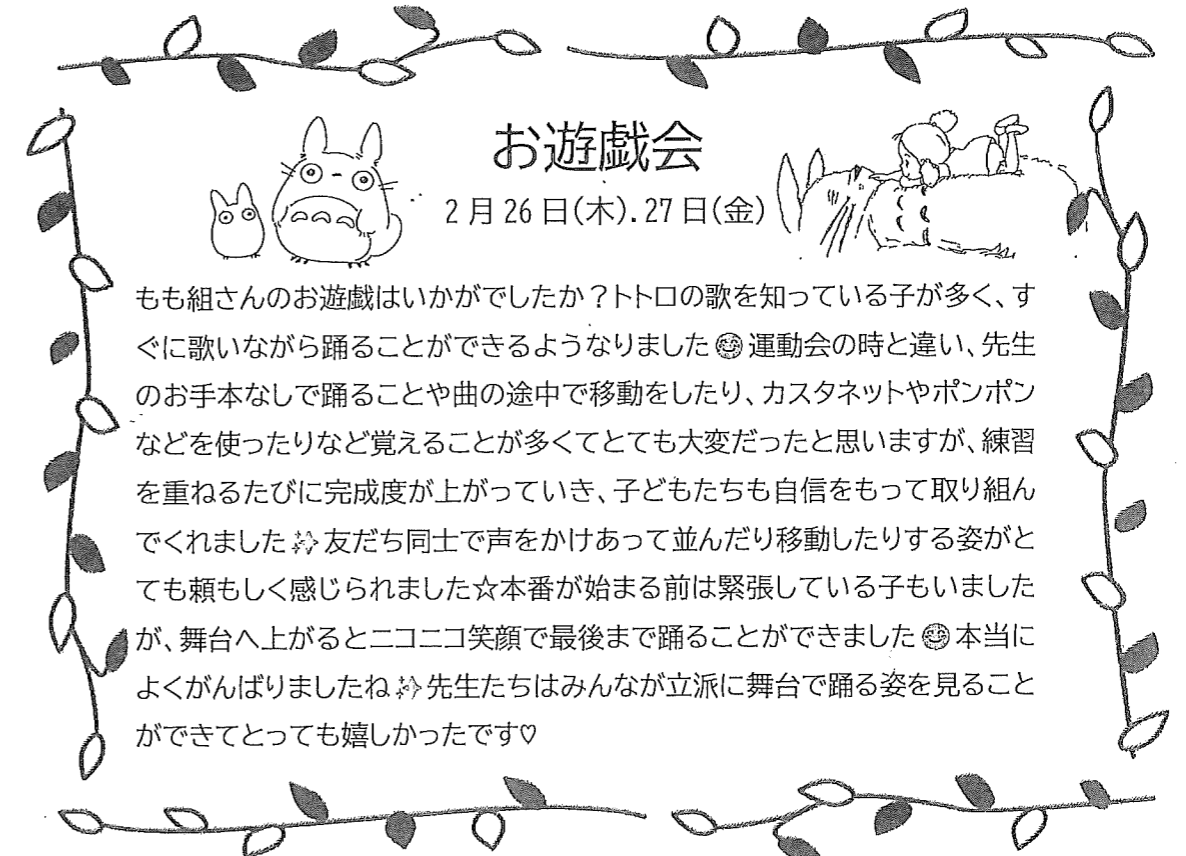 お遊戯会
2月26日(木).27日(金)
もも組さんのお遊戯はいかがでしたか？トトロの歌を知っている子が多く、す
ぐに歌いながら踊ることができるようなりました😊運動会の時と違い、先生
のお手本なしで踊ることや曲の途中で移動をしたり、カスタネットやポンポン
などを使ったりなど覚えることが多くてとても大変だったと思いますが、練習
を重ねるたびに完成度が上がっていき、子どもたちも自信をもって取り組ん
でくれました✨友だち同士で声をかけあって並んだり移動したりする姿がと
ても頼もしく感じられました☆本番が始まる前は緊張している子もいました
が、舞台へ上がるとニコニコ笑顔で最後まで踊ることができました😊本当に
よくがんばりましたね✨先生たちはみんなが立派に舞台で踊る姿を見ること
ができてとっても嬉しかったです♡